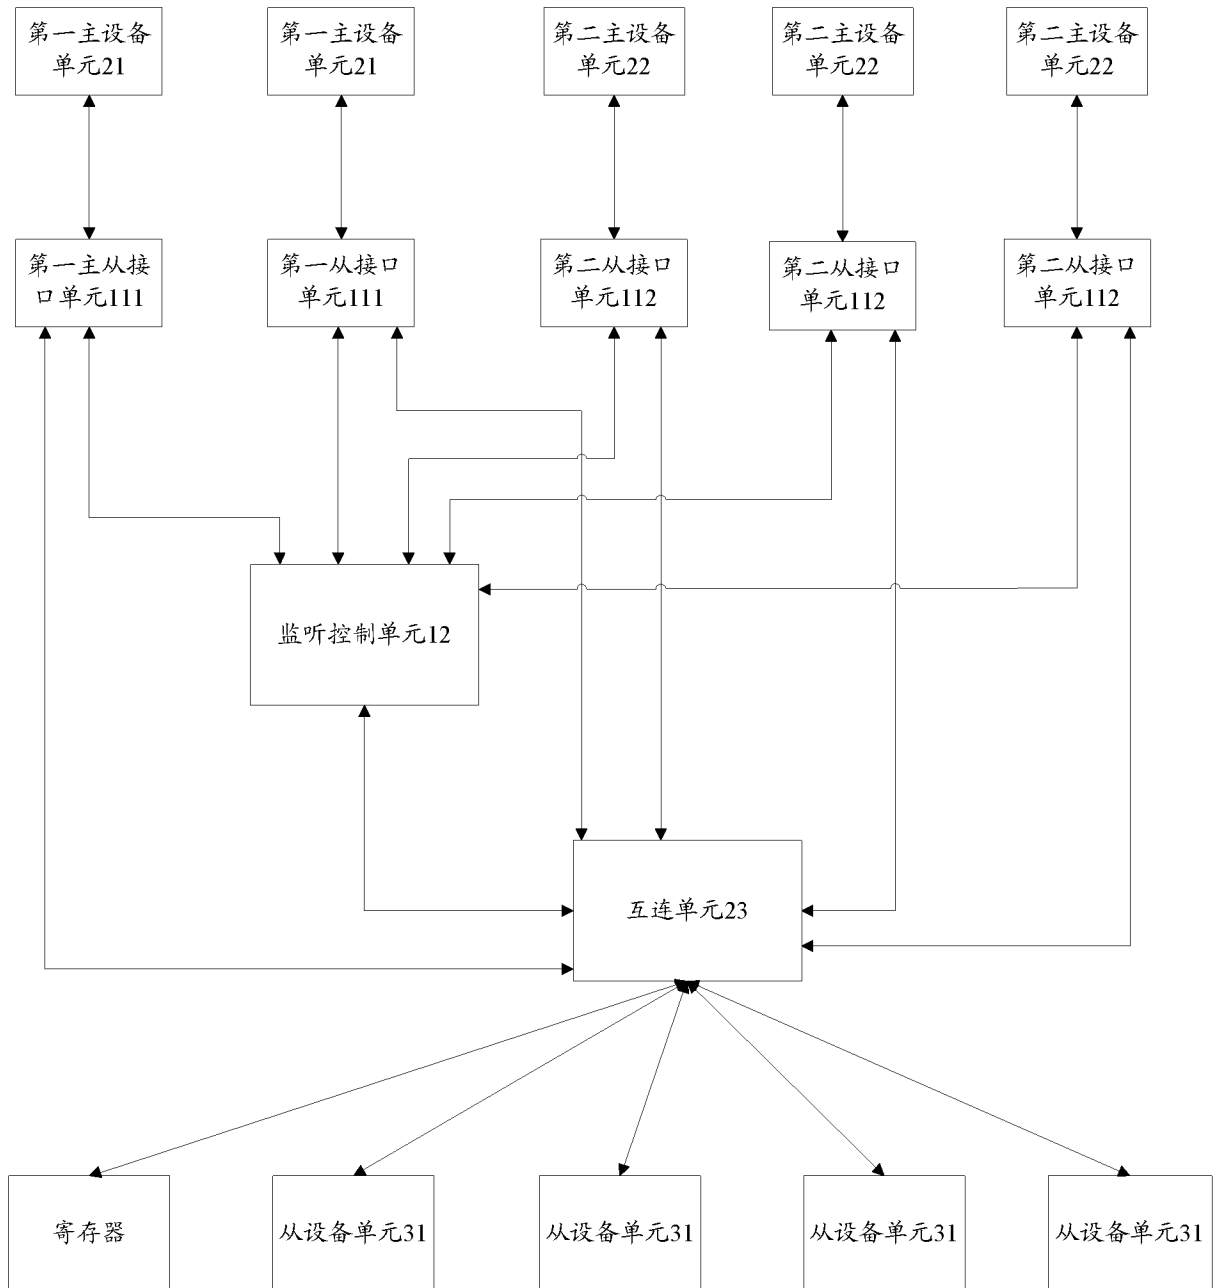 第一主设备
单元21
第一主设备
单元21
第二主设备
单元22
第二主设备
单元22
第二主设备
单元22
第一主从接
口单元111
第一从接口
单元111
第二从接口
单元112
第二从接口
单元112
第二从接口
单元112
监听控制单元12
互连单元23
寄存器
从设备单元31
从设备单元31
从设备单元31
从设备单元31